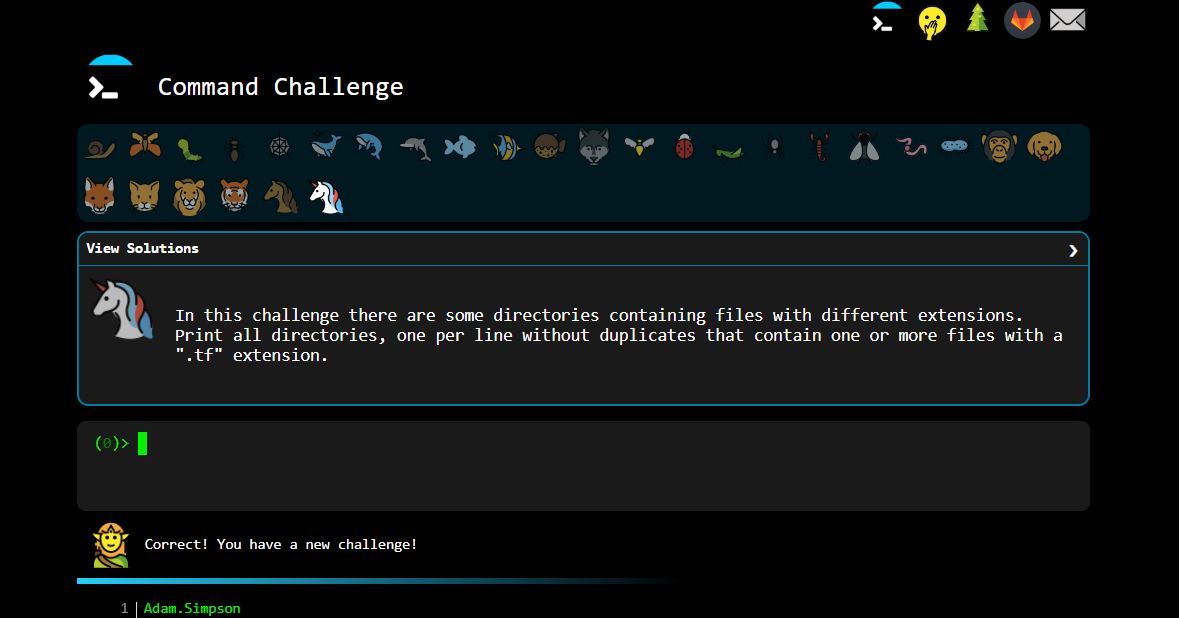 Command Challenge
View Solutions
In this challenge there are some directories containing files with different extensions.
Print all directories, one per line without duplicates that contain one or more files with a
".tf" extension.
(0)>
Correct! You have a new challenge!
1 Adam.Simpson